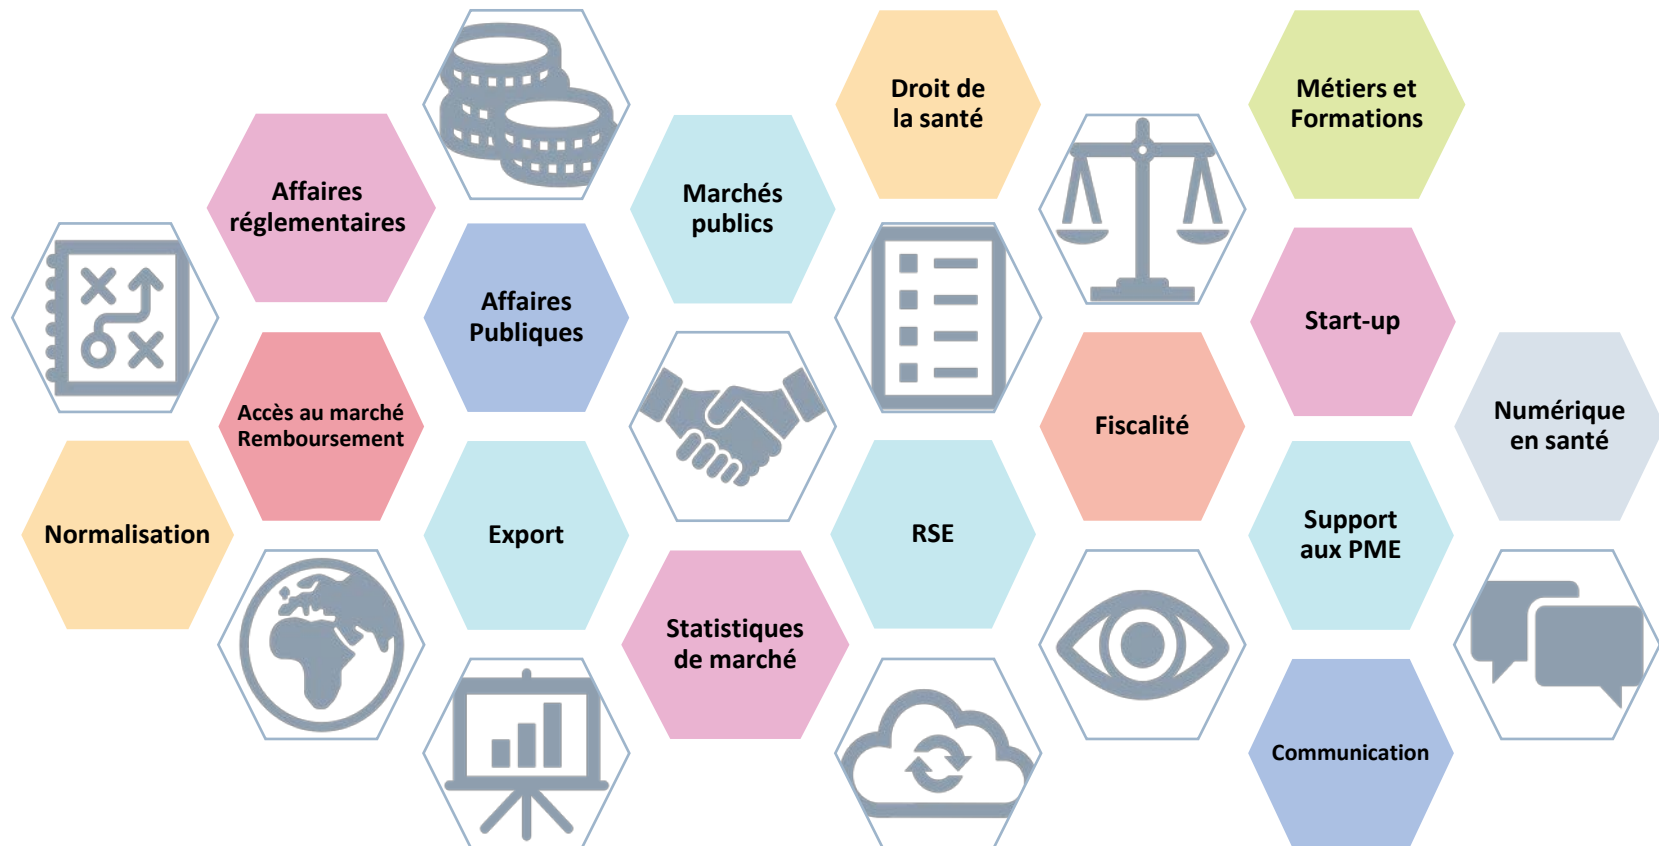 Droit de
la santé
Métiers et
Formations
Affaires
réglementaires
Marchés
publics
Affaires
Publiques
Start-up
Accès au marché
Remboursement
Fiscalité
Numérique
en santé
Normalisation
Export
RSE
Support
aux PME
Statistiques
de marché
Communication